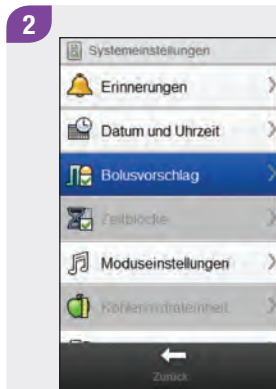 2
Systemeinstellungen
Erinnerungen
Datum und Uhrzeit
Bolusvorschlag
Zeitblöcke
Moduseinstellungen
Kohlenhydrateinheit
Zurück